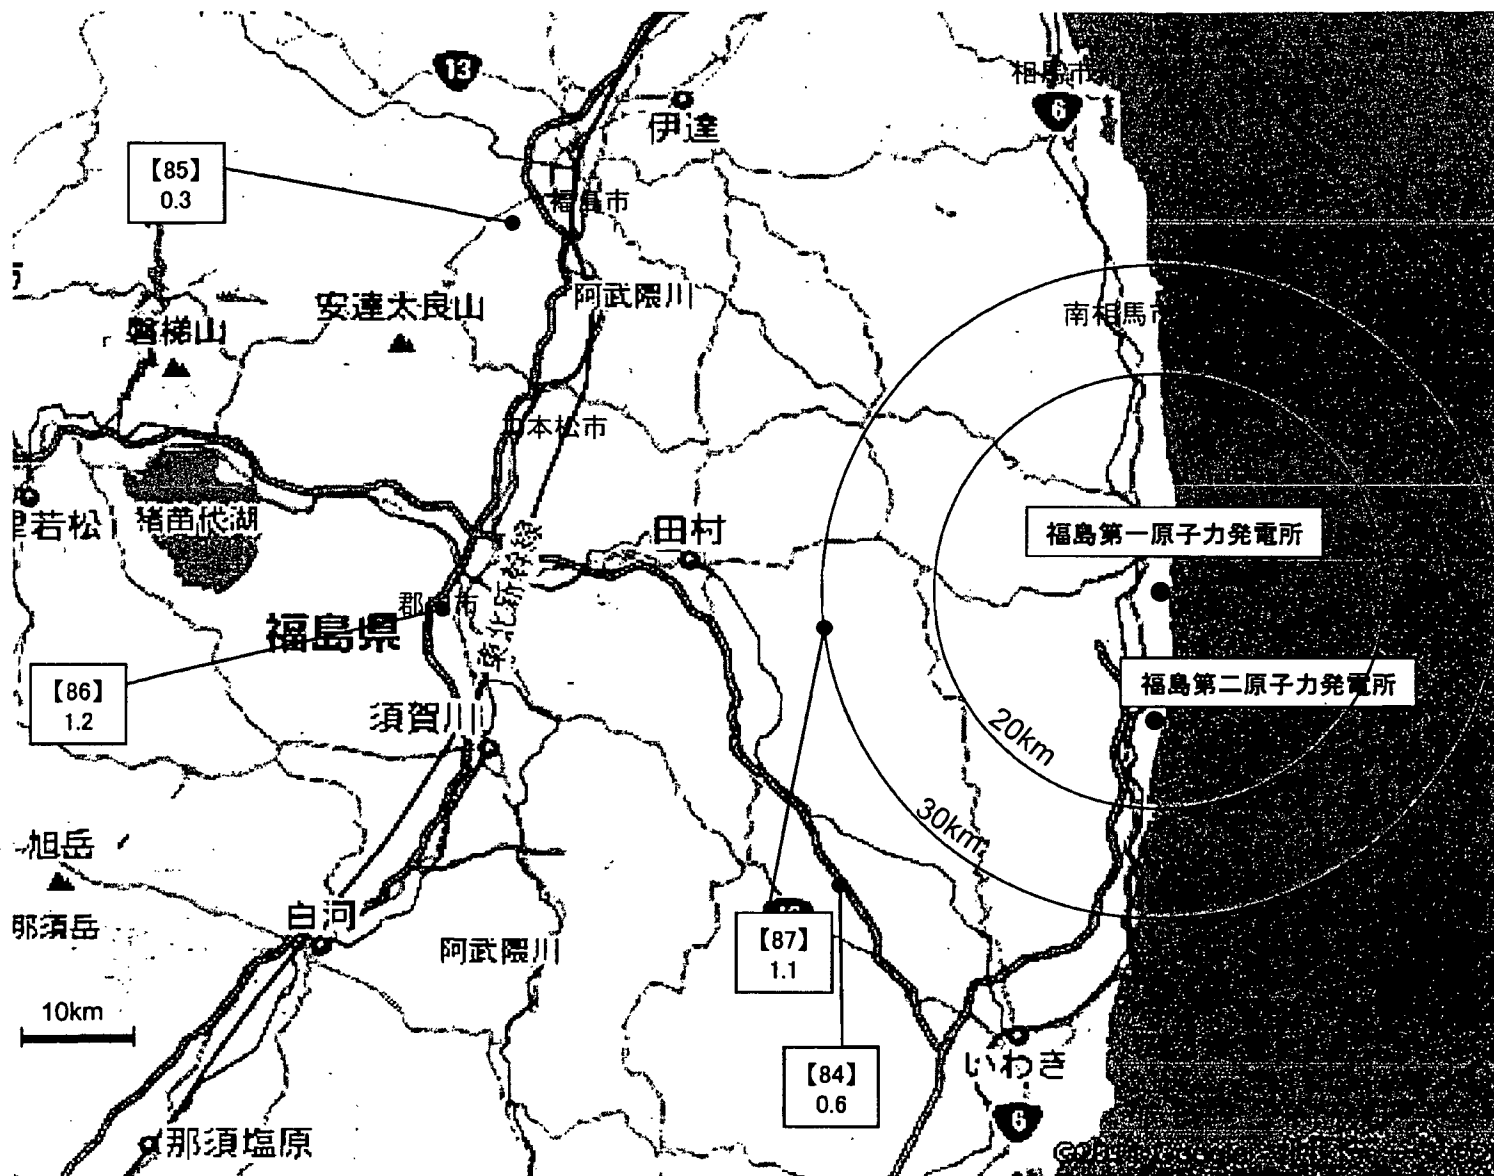 13
相馬市
6
伊達
【85】
0.3
福島市
阿武隈川
安達太良山
磐梯山
南相馬市
二本松市
若松
猪苗代湖
田村
東北新幹線
福島第一原子力発電所
郡山市
福島県
福島第二原子力発電所
【86】
1.2
須賀川
20km
30km
旭岳
那須岳
白河
阿武隈川
【87】
1.1
10km
【84】
0.6
いわき
6
那須塩原